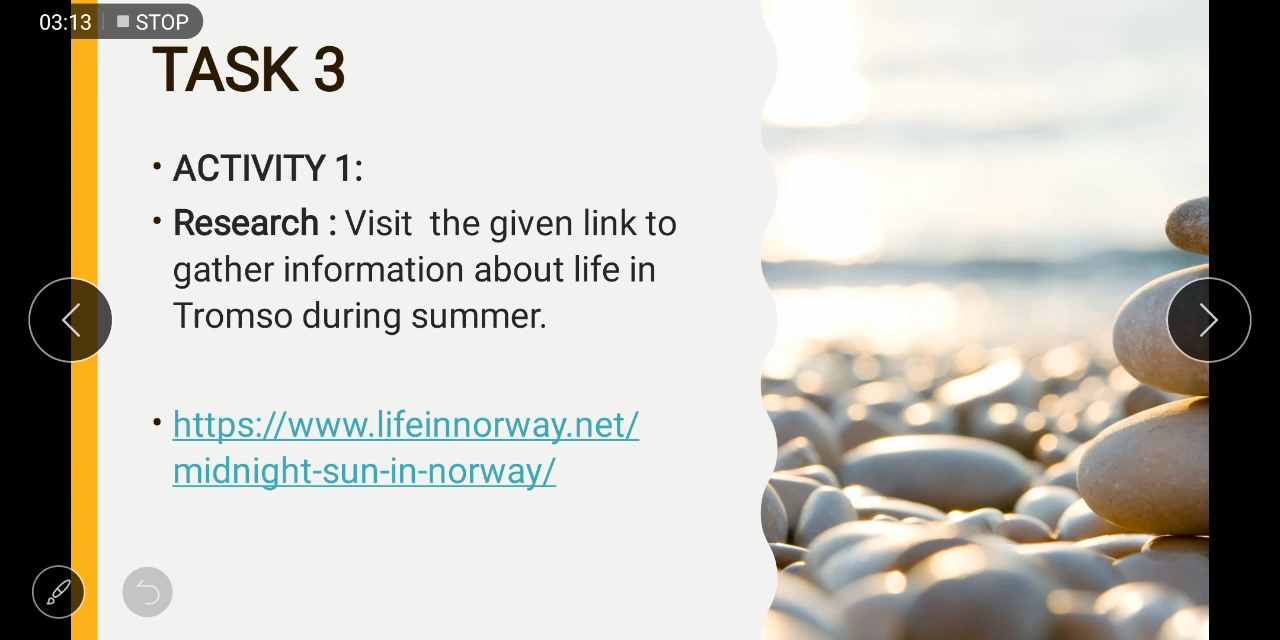 03:13 STOP
TASK 3
• ACTIVITY 1:
• Research : Visit  the given link to
gather information about life in
Tromso during summer.
• https://www.lifeinnorway.net/
midnight-sun-in-norway/